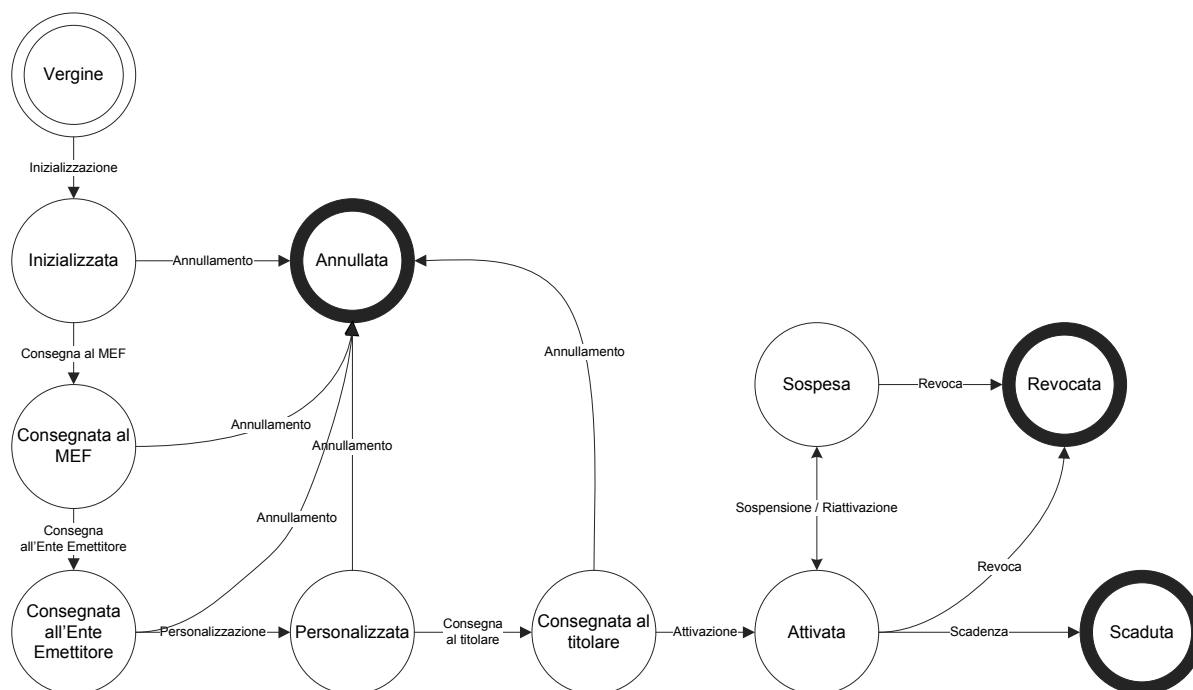 Vergine
Inizializzazione
Inizializzata
Annullamento
Annullata
Consegna al MEF
Annullamento
Sospesa
Revoca
Revocata
Consegnata al
MEF
Annullamento
Annullamento
Sospensione / Riattivazione
Consegna
all'Ente Emettitore
Annullamento
Revoca
Consegnata
all'Ente
Emettitore
Personalizzazione
Personalizzata
Consegna
al titolare
Consegnata al
titolare
Attivazione
Attivata
Scadenza
Scaduta